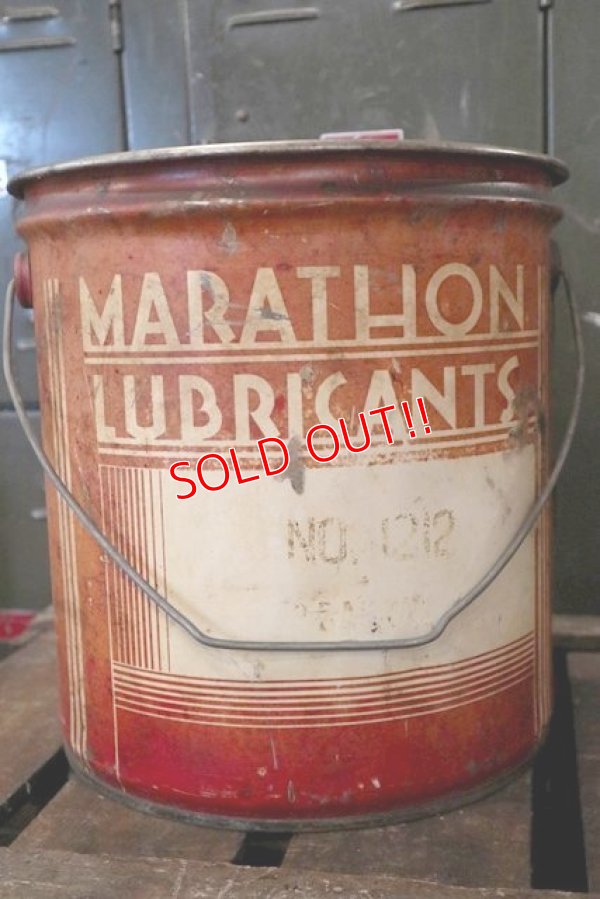 MARATHON
LUBRICANTS
SOLD OUT!!
NO. 1212